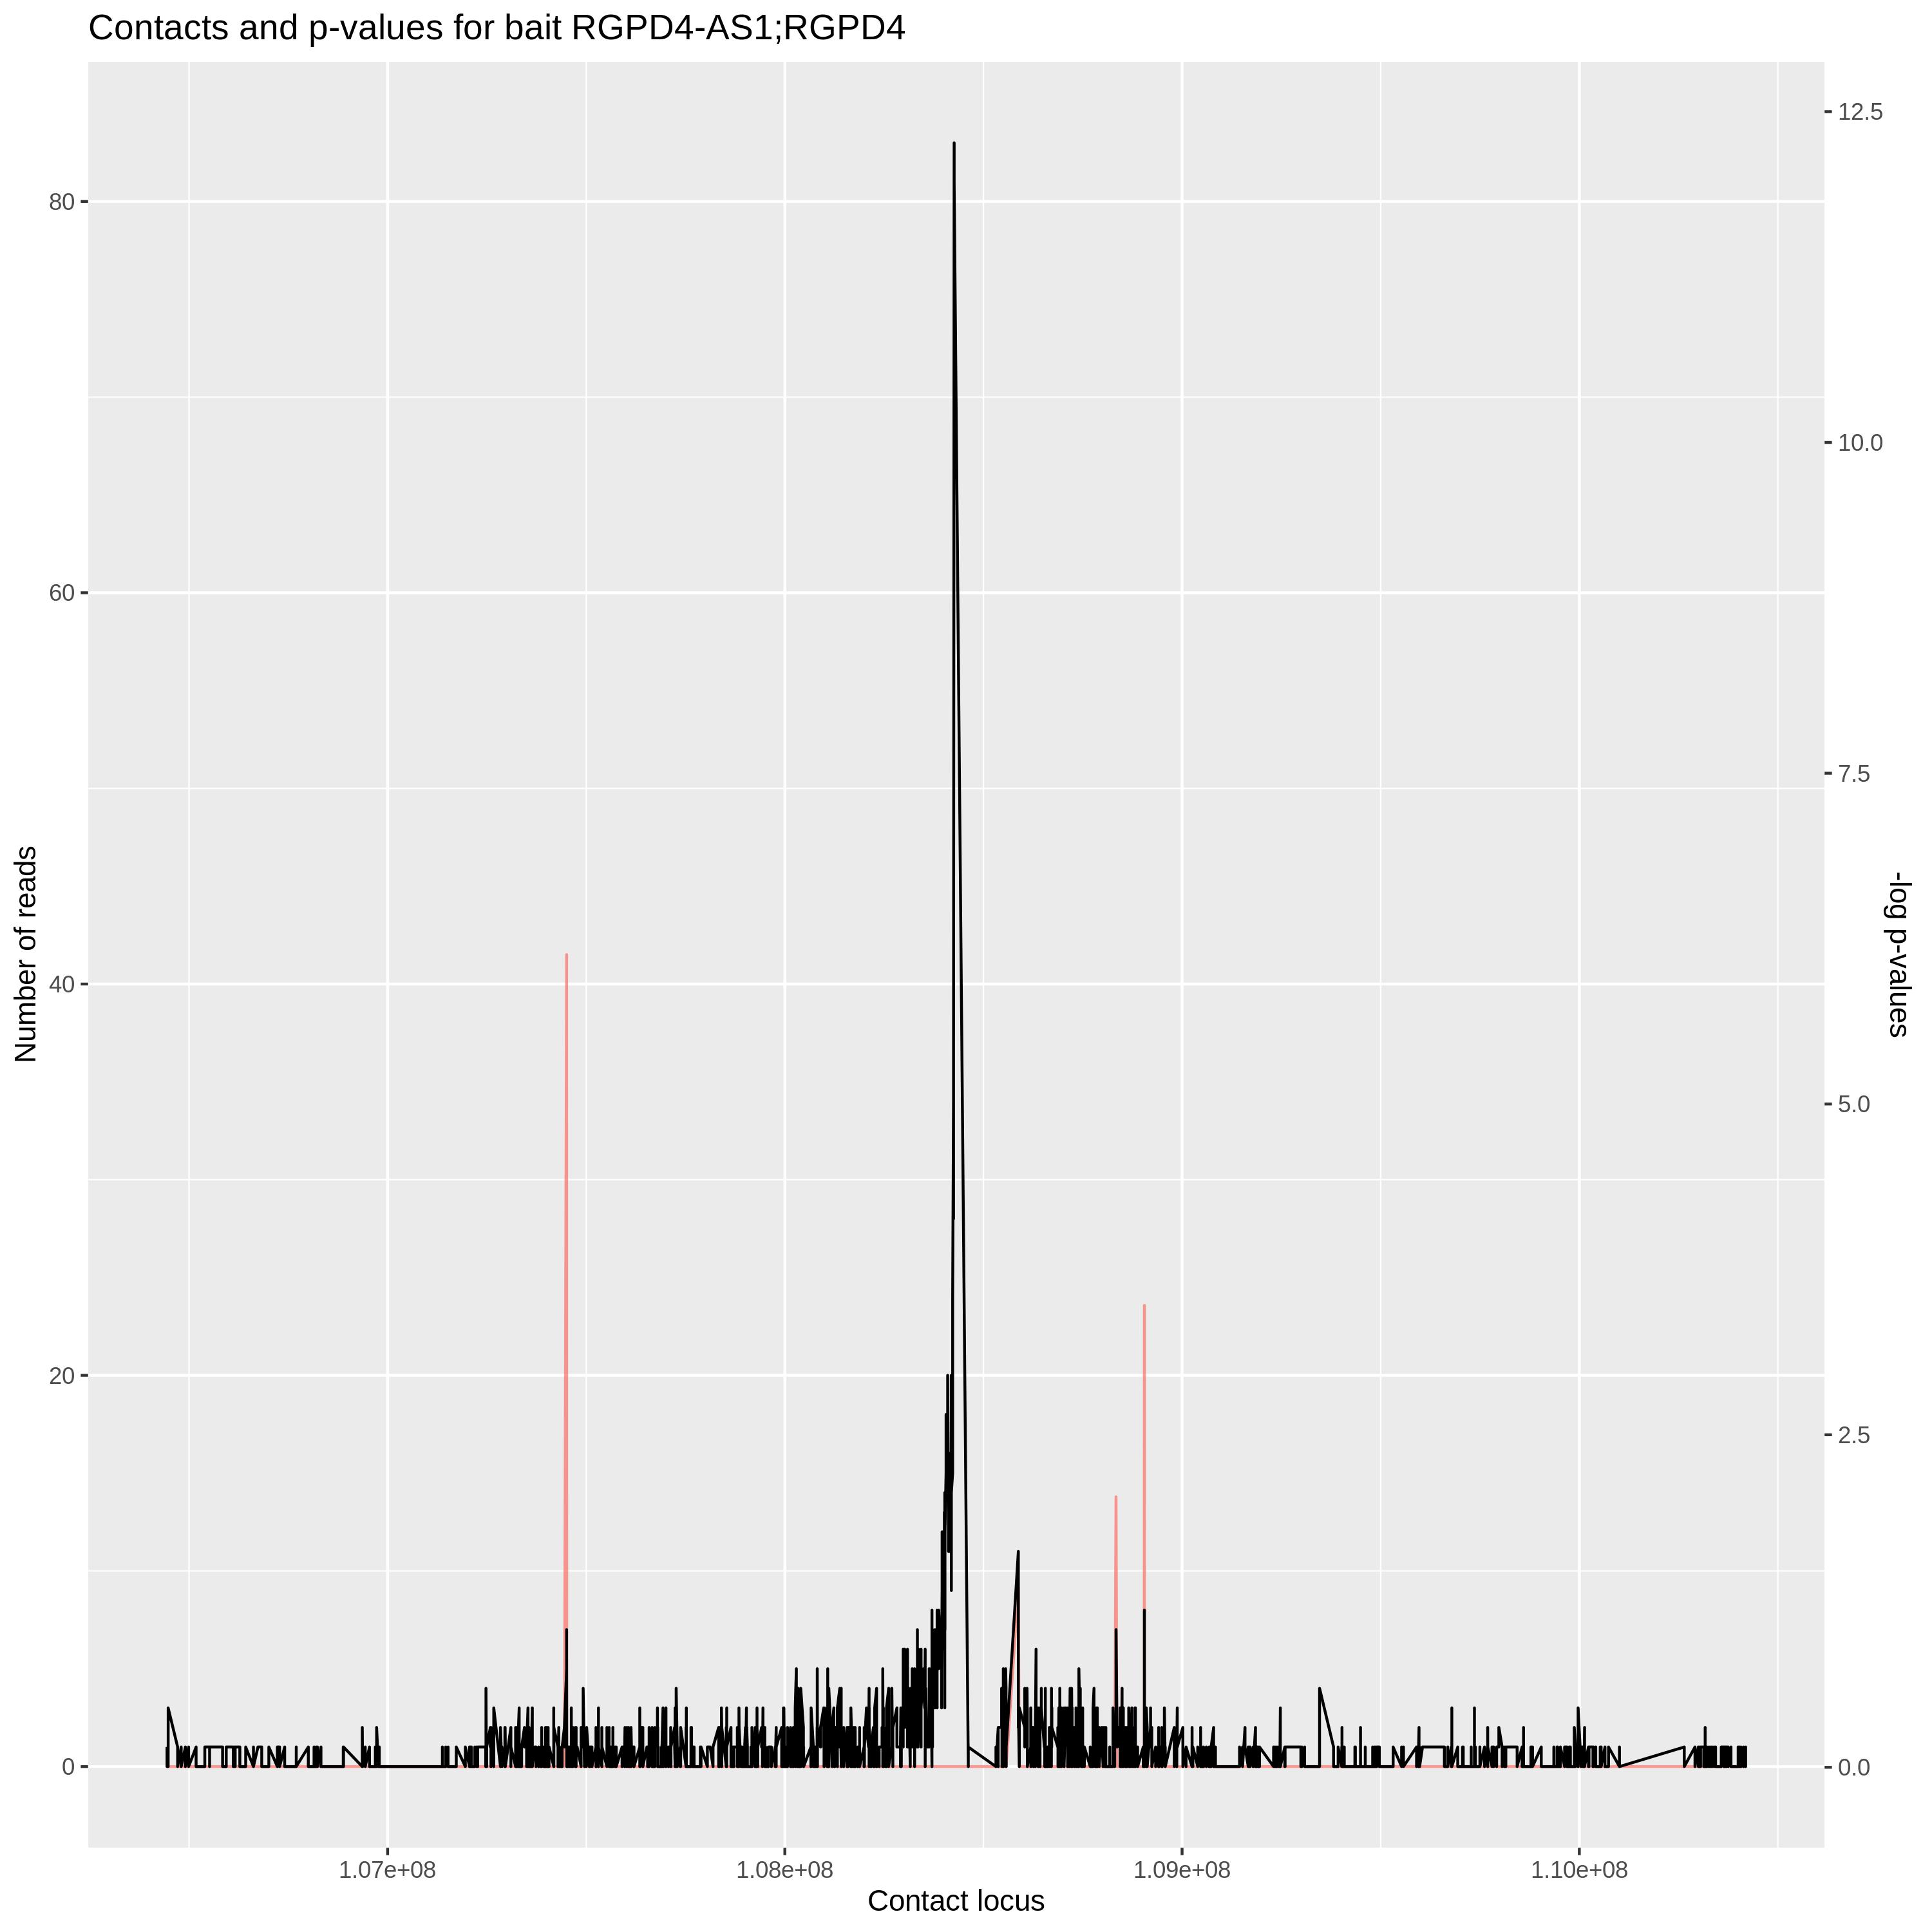 Contacts and p-values for bait RGPD4-AS1;RGPD4
12.5
80
10.0
60
7.5
Number of reads
-log p-values
40
5.0
20
2.5
0
0.0
1.07e+08
1.08e+08
1.09e+08
1.10e+08
Contact locus